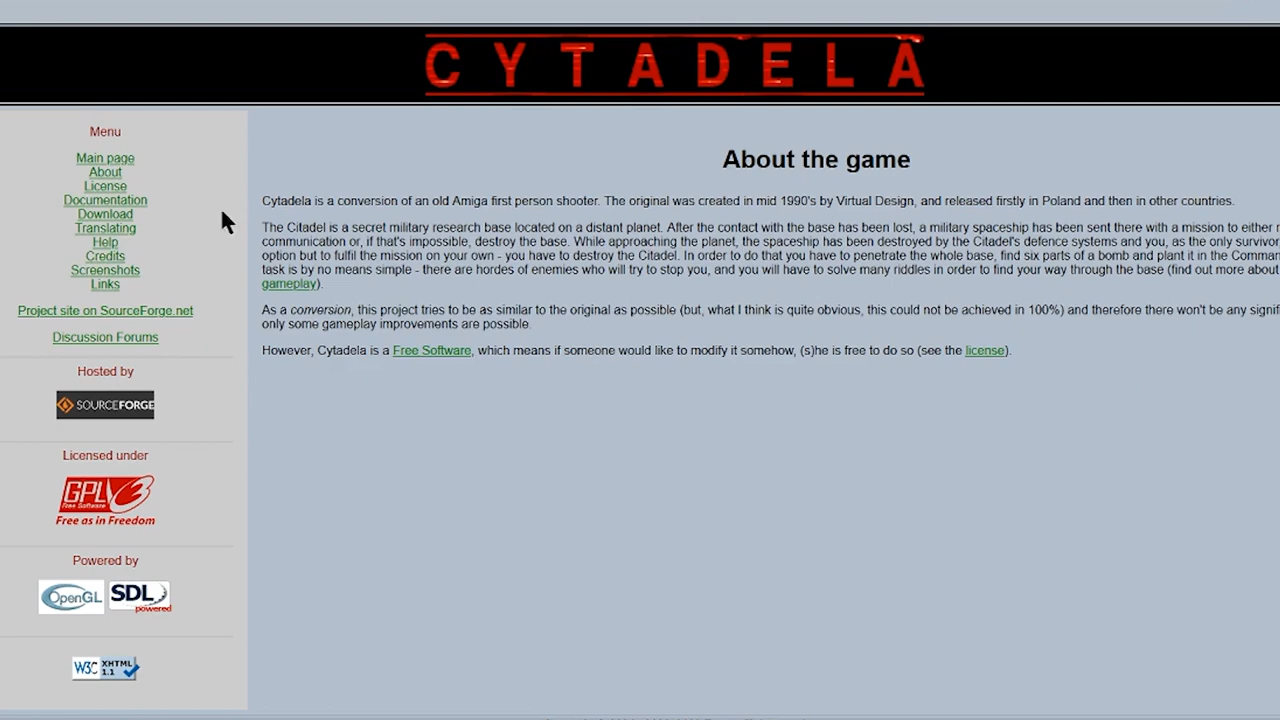 CYTADELA
Menu
Main page
About
License
Documentation
Download
Translating
Help
Credits
Screenshots
Links
Project site on SourceForge.net
Discussion Forums
Hosted by
SOURCEFORGE
Licensed under
GPLv3
Free Software
Free as in Freedom
Powered by
OpenGL
SDL
powered
W3C XHTML
1.1
About the game
Cytadela is a conversion of an old Amiga first person shooter. The original was created in mid 1990's by Virtual Design, and released firstly in Poland and then in other countries.
The Citadel is a secret military research base located on a distant planet. After the contact with the base has been lost, a military spaceship has been sent there with a mission to either
communication or, if that's impossible, destroy the base. While approaching the planet, the spaceship has been destroyed by the Citadel's defence systems and you, as the only
option but to fulfil the mission on your own - you have to destroy the Citadel. In order to do that you have to penetrate the whole base, find six parts of a bomb and plant it in the
task is by no means simple - there are hordes of enemies who will try to stop you, and you will have to solve many riddles in order to find your way through the base (find out more about
gameplay).
As a conversion, this project tries to be as similar to the original as possible (but, what I think is quite obvious, this could not be achieved in 100%) and therefore there won't be any
only some gameplay improvements are possible.
However, Cytadela is a Free Software, which means if someone would like to modify it somehow, (s)he is free to do so (see the license).